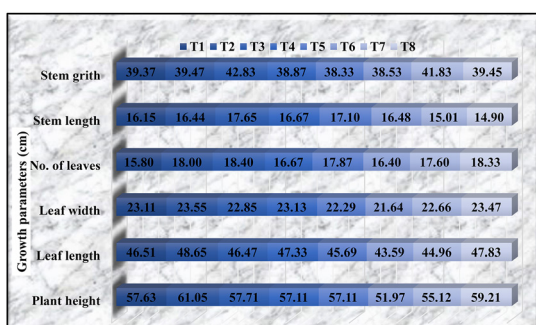 T1 T2 T3 T4 T5 T6 T7 T8
Stem grith 39.37 39.47 42.83 38.87 38.33 38.53 41.83 39.45
Stem length 16.15 16.44 17.65 16.67 17.10 16.48 15.01 14.90
No. of leaves 15.80 18.00 18.40 16.67 17.87 16.40 17.60 18.33
Leaf width 23.11 23.55 22.85 23.13 22.29 21.64 22.66 23.47
Leaf length 46.51 48.65 46.47 47.33 45.69 43.59 44.96 47.83
Plant height 57.63 61.05 57.71 57.11 57.11 51.97 55.12 59.21
Growth parameters (cm)